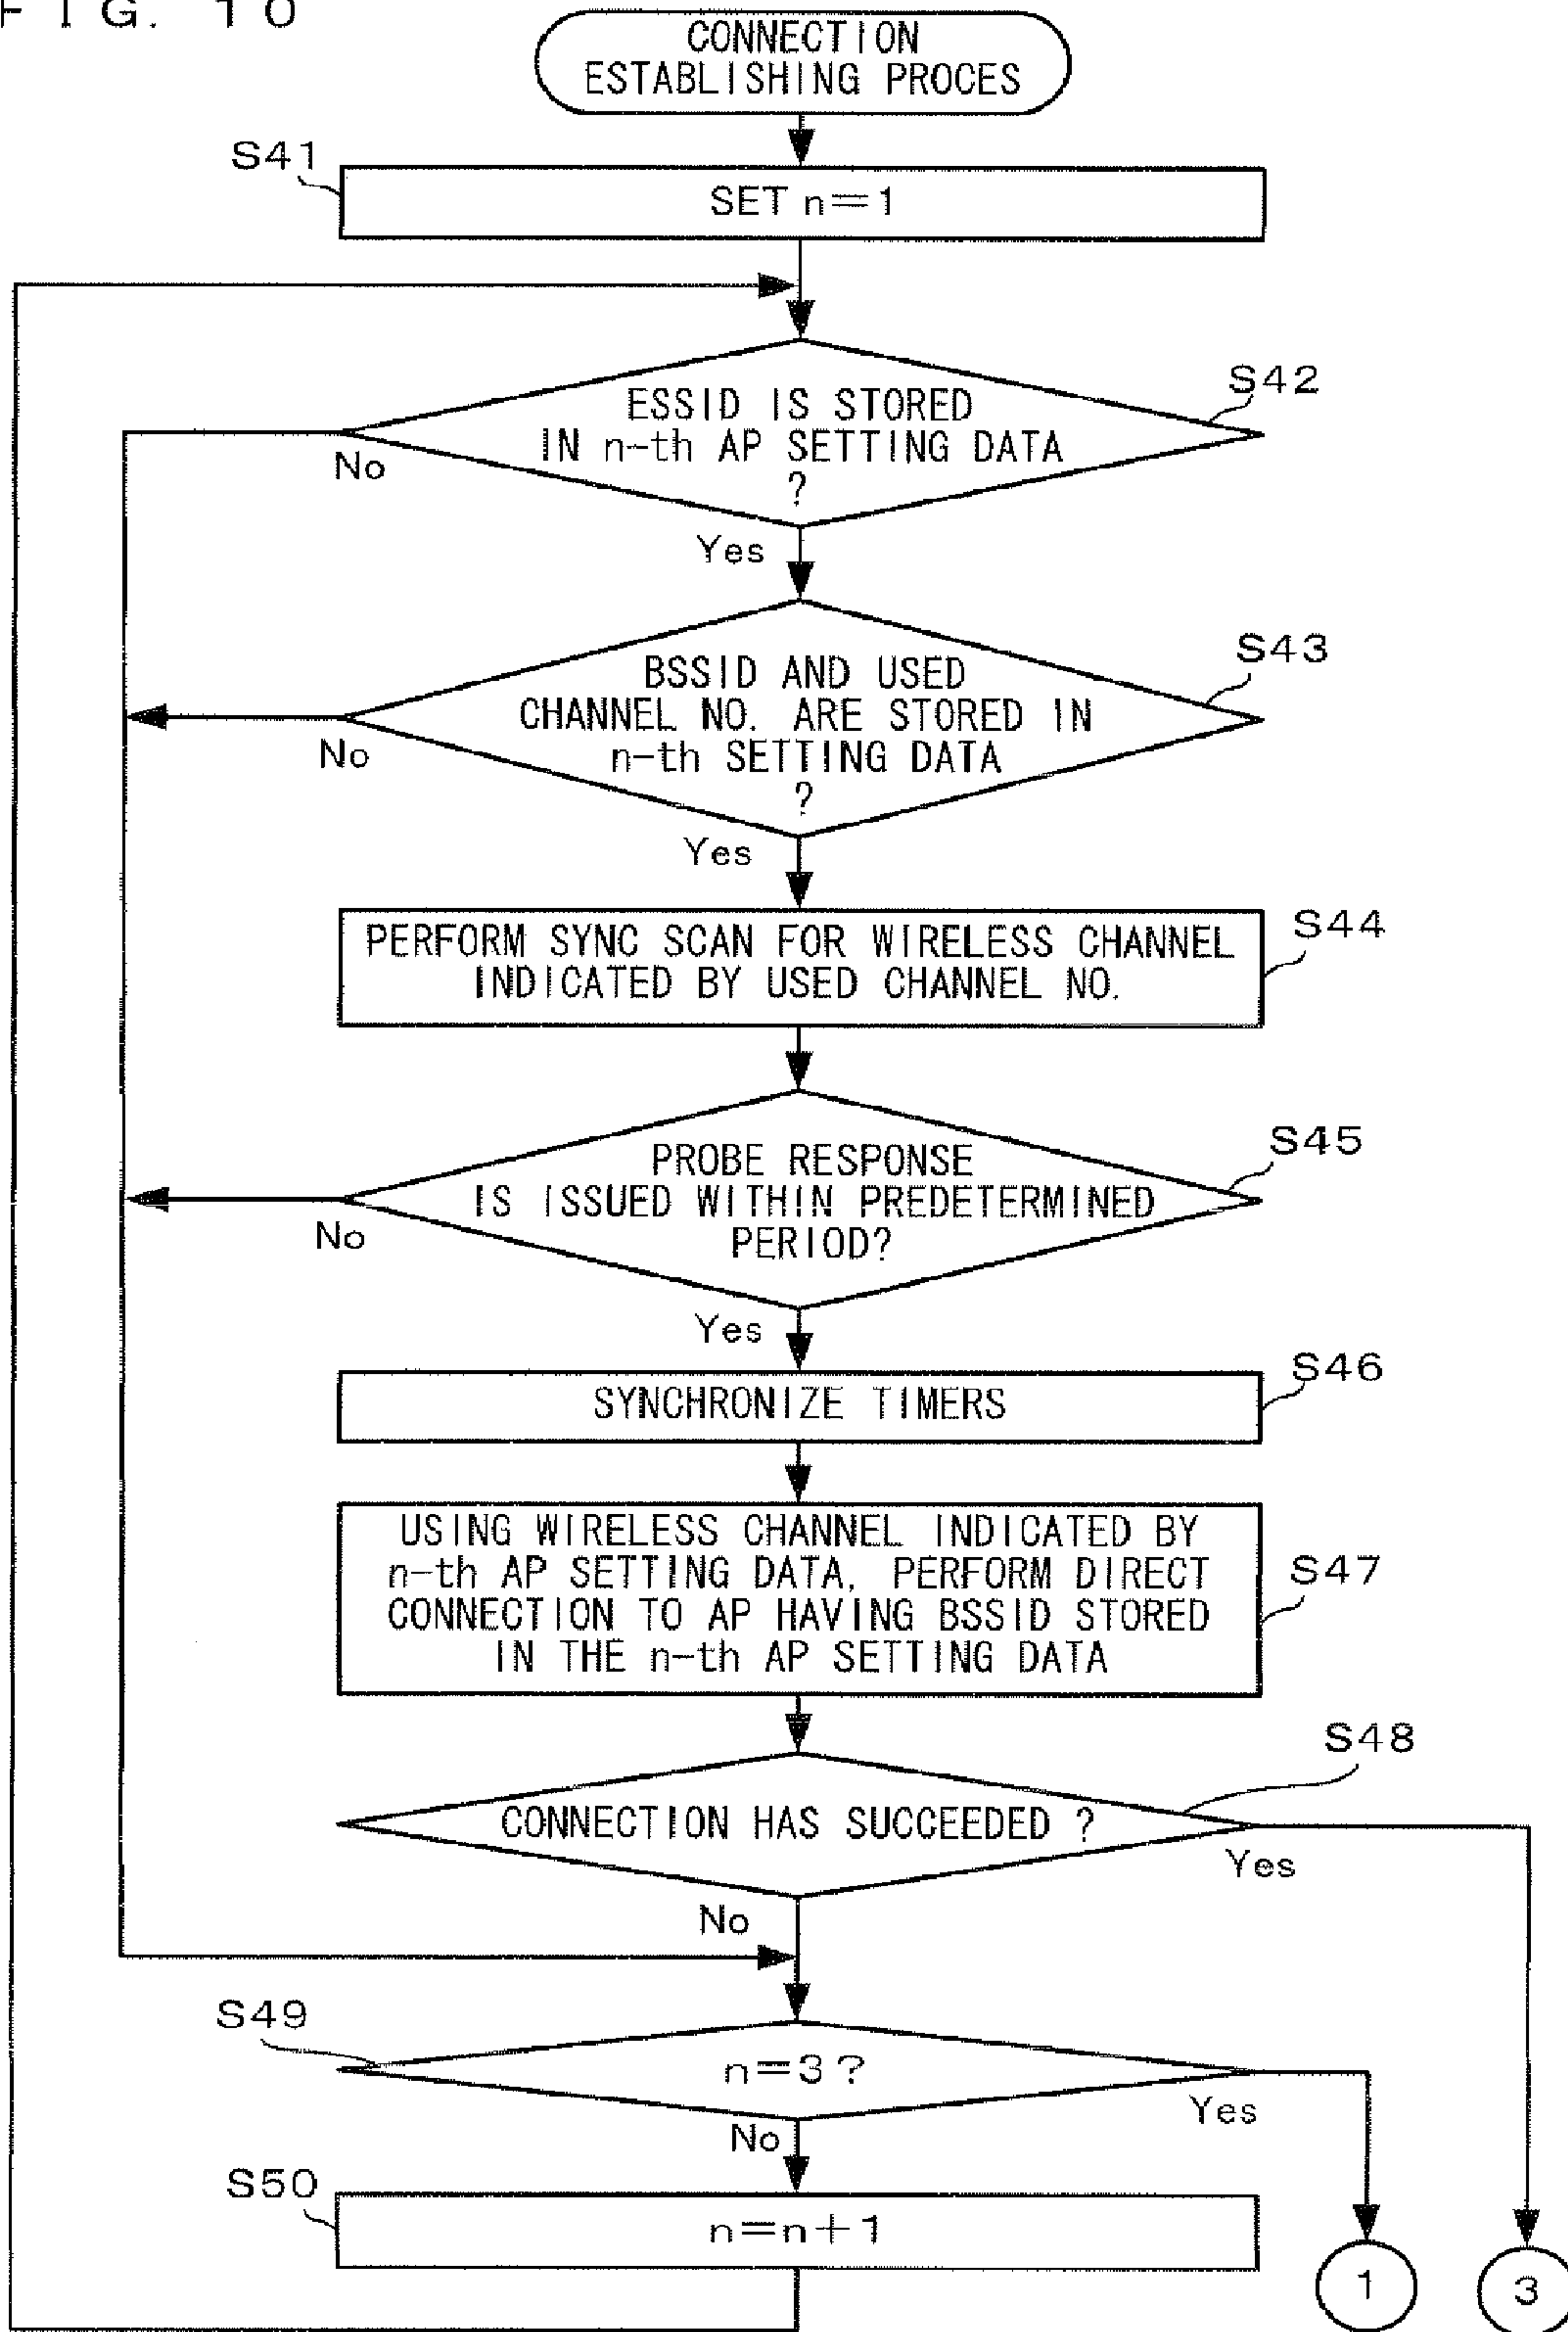 FIG. 10
CONNECTION
ESTABLISHING PROCES
S41
SET n=1
S42
ESSID IS STORED
IN n-th AP SETTING DATA
?
No
Yes
S43
BSSID AND USED
CHANNEL NO. ARE STORED IN
n-th SETTING DATA
?
No
Yes
S44
PERFORM SYNC SCAN FOR WIRELESS CHANNEL
INDICATED BY USED CHANNEL NO.
S45
PROBE RESPONSE
IS ISSUED WITHIN PREDETERMINED
PERIOD?
No
Yes
S46
SYNCHRONIZE TIMERS
S47
USING WIRELESS CHANNEL INDICATED BY
n-th AP SETTING DATA, PERFORM DIRECT
CONNECTION TO AP HAVING BSSID STORED
IN THE n-th AP SETTING DATA
S48
CONNECTION HAS SUCCEEDED ?
Yes
No
S49
n=3?
Yes
No
S50
n=n+1
1
3